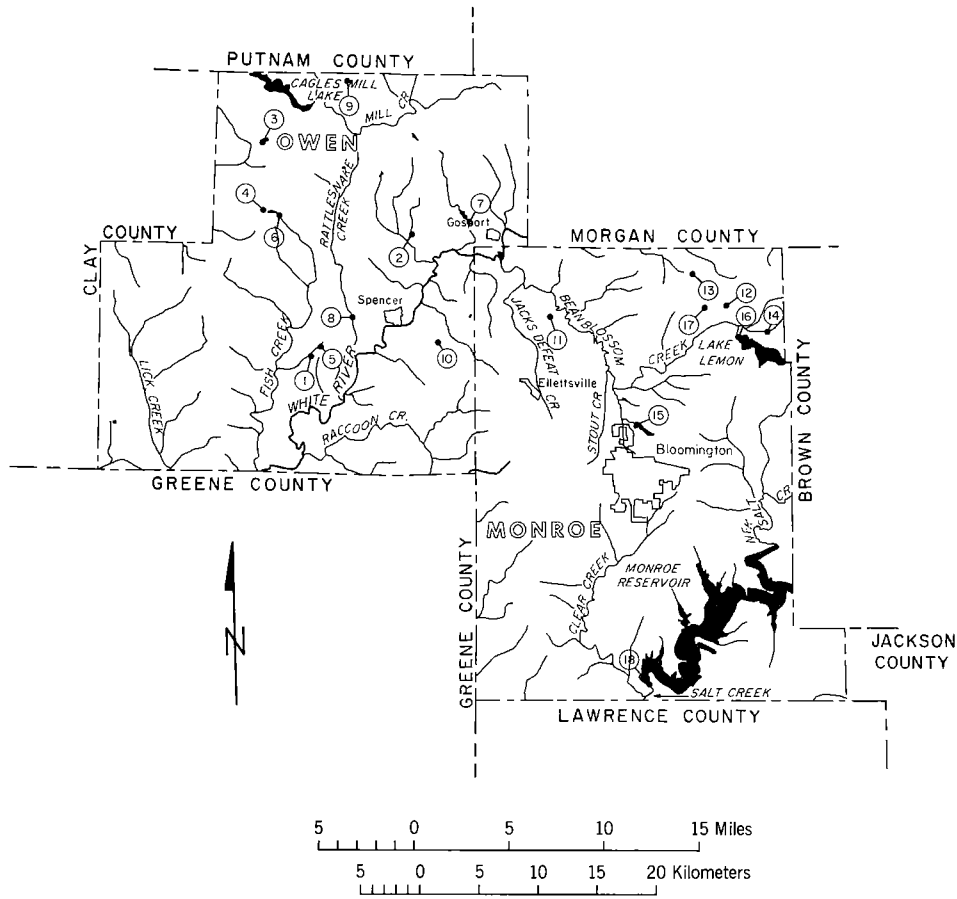 PUTNAM COUNTY
CAGLES MILL
LAKE
9
MILL CR.
3
OWEN
RATTLESNAKE
CREEK
4
6
7
Gosport
2
CLAY
COUNTY
MORGAN COUNTY
13
12
17
16
14
LAKE
LEMON
CREEK
BEANBLOSSOM
JACKS DEFEAT
CR.
11
Spencer
8
10
FISH CREEK
1
5
WHITE RIVER
LICK CREEK
RACCOON CR.
Ellettsville
STOUT CR.
15
Bloomington
BROWN COUNTY
GREENE COUNTY
N. FK.
SALT
CR.
MONROE
GREENE COUNTY
MONROE
RESERVOIR
CLEAR CREEK
N
18
SALT CREEK
JACKSON
COUNTY
LAWRENCE COUNTY
5 0 5 10 15 Miles
5 0 5 10 15 20 Kilometers